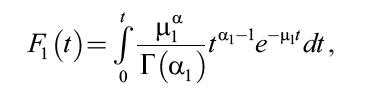 F₁(t) = ∫₀ᵗ (μ₁^α / Γ(α₁)) t^(α₁−1) e^(−μ₁t) dt,